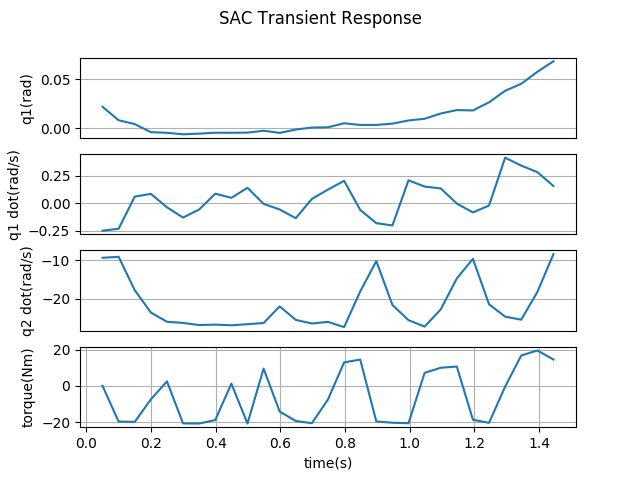 SAC Transient Response
q1(rad)
0.05
0.00
q1 dot(rad/s)
0.25
0.00
−0.25
q2 dot(rad/s)
−10
−20
torque(Nm)
20
0
−20
0.0 0.2 0.4 0.6 0.8 1.0 1.2 1.4
time(s)